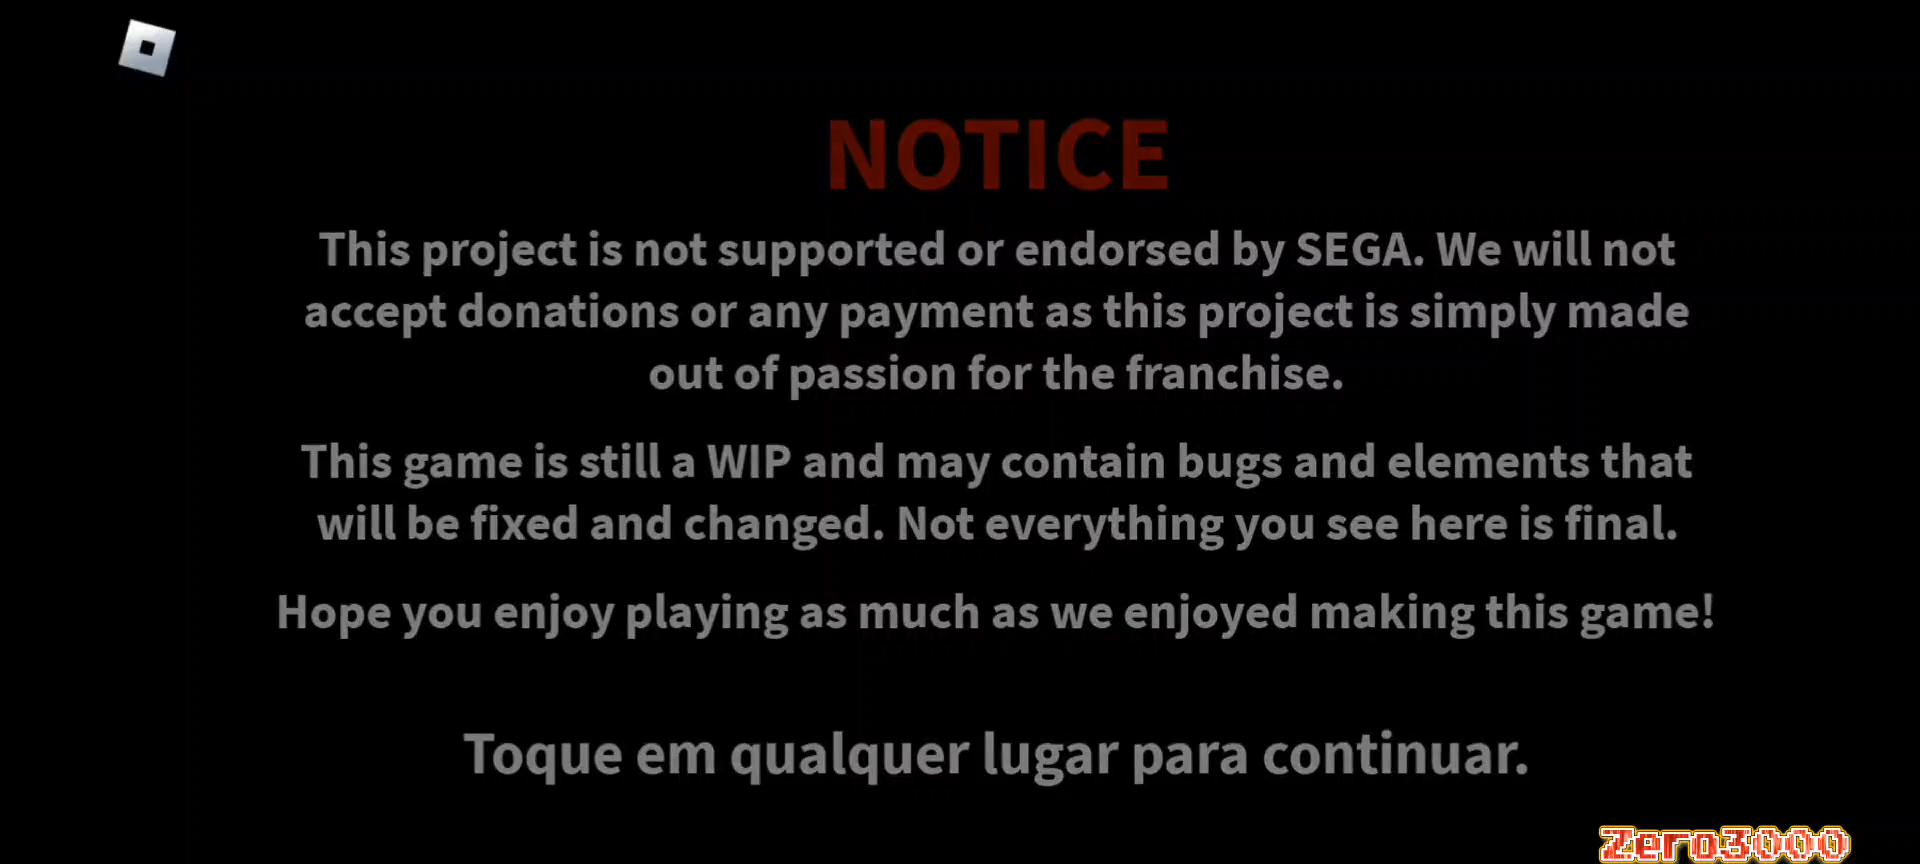 NOTICE
This project is not supported or endorsed by SEGA. We will not
accept donations or any payment as this project is simply made
out of passion for the franchise.
This game is still a WIP and may contain bugs and elements that
will be fixed and changed. Not everything you see here is final.
Hope you enjoy playing as much as we enjoyed making this game!
Toque em qualquer lugar para continuar.
Zero3000